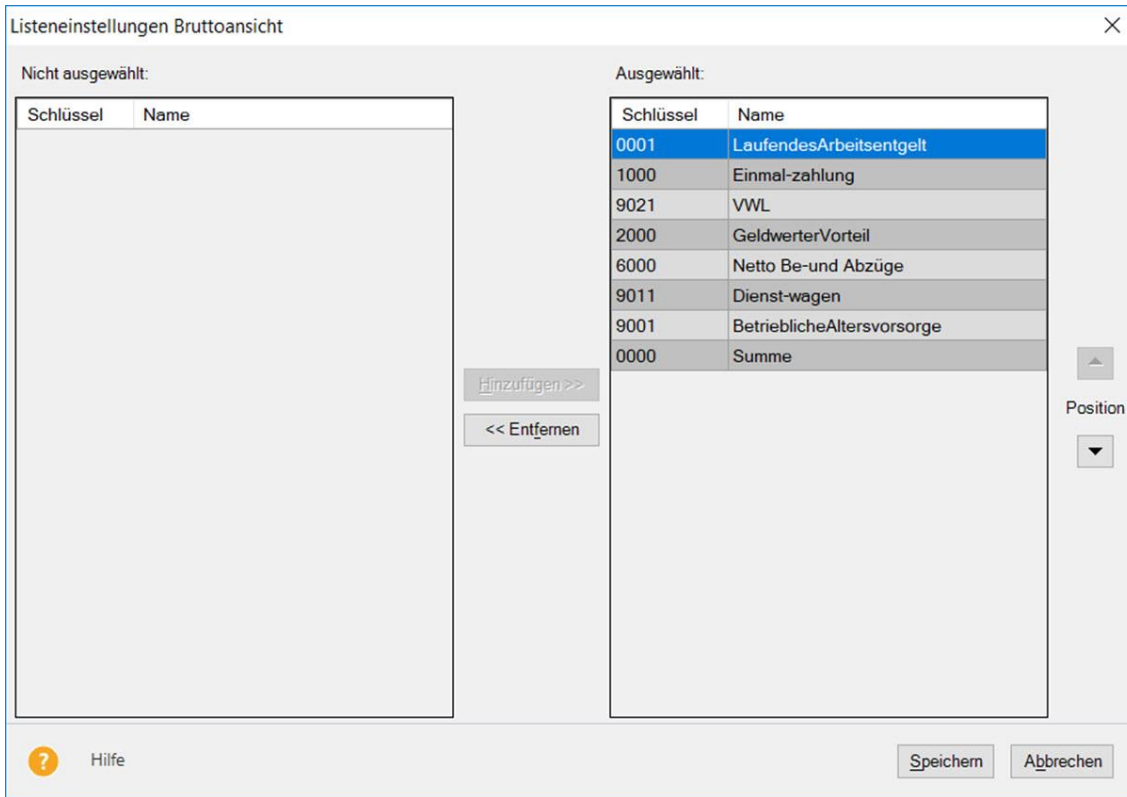 Listeneinstellungen Bruttoansicht
Nicht ausgewählt:
Schlüssel Name
Hinzufügen >>
<< Entfernen
Ausgewählt:
Schlüssel Name
0001 LaufendesArbeitsentgelt
1000 Einmal-zahlung
9021 VWL
2000 GeldwerterVorteil
6000 Netto Be-und Abzüge
9011 Dienst-wagen
9001 BetrieblicheAltersvorsorge
0000 Summe
Position
? Hilfe
Speichern Abbrechen